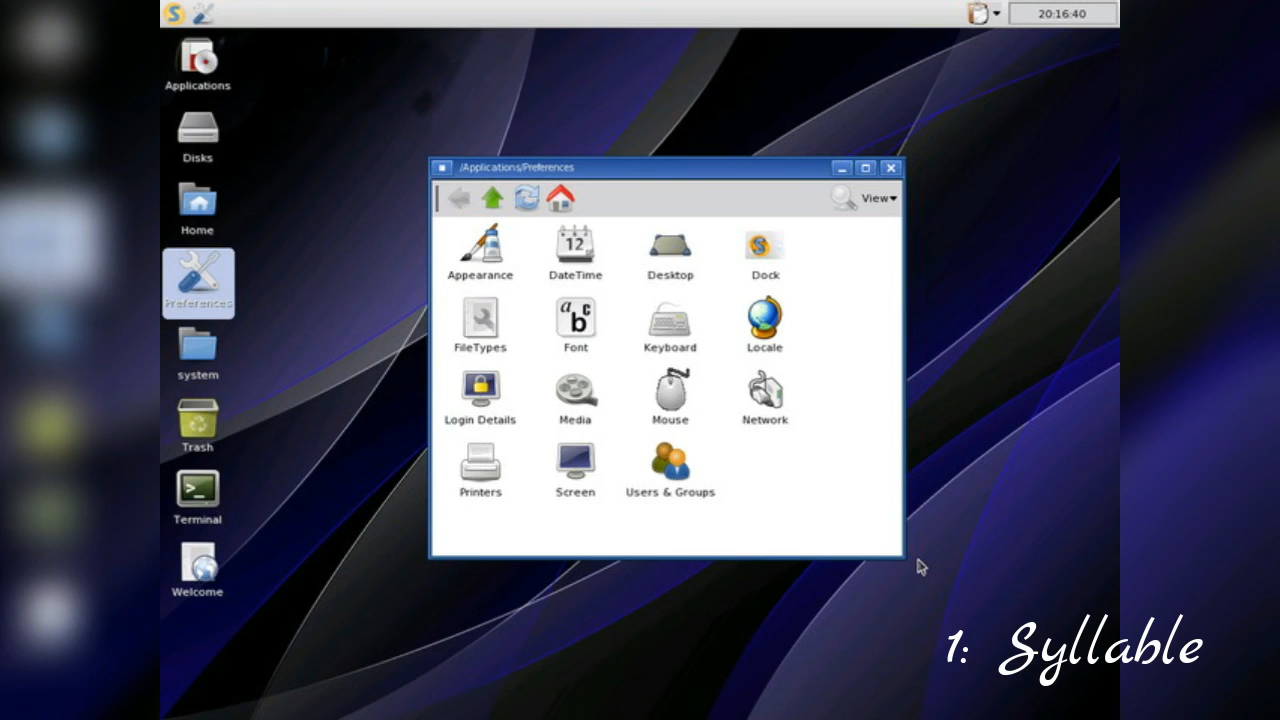 20:16:40
Applications
Disks
Home
Preferences
system
Trash
Terminal
Welcome
/Applications/Preferences
View
Appearance
DateTime
Desktop
Dock
FileTypes
Font
Keyboard
Locale
Login Details
Media
Mouse
Network
Printers
Screen
Users & Groups
12
a b c
S
>_
1: Syllable